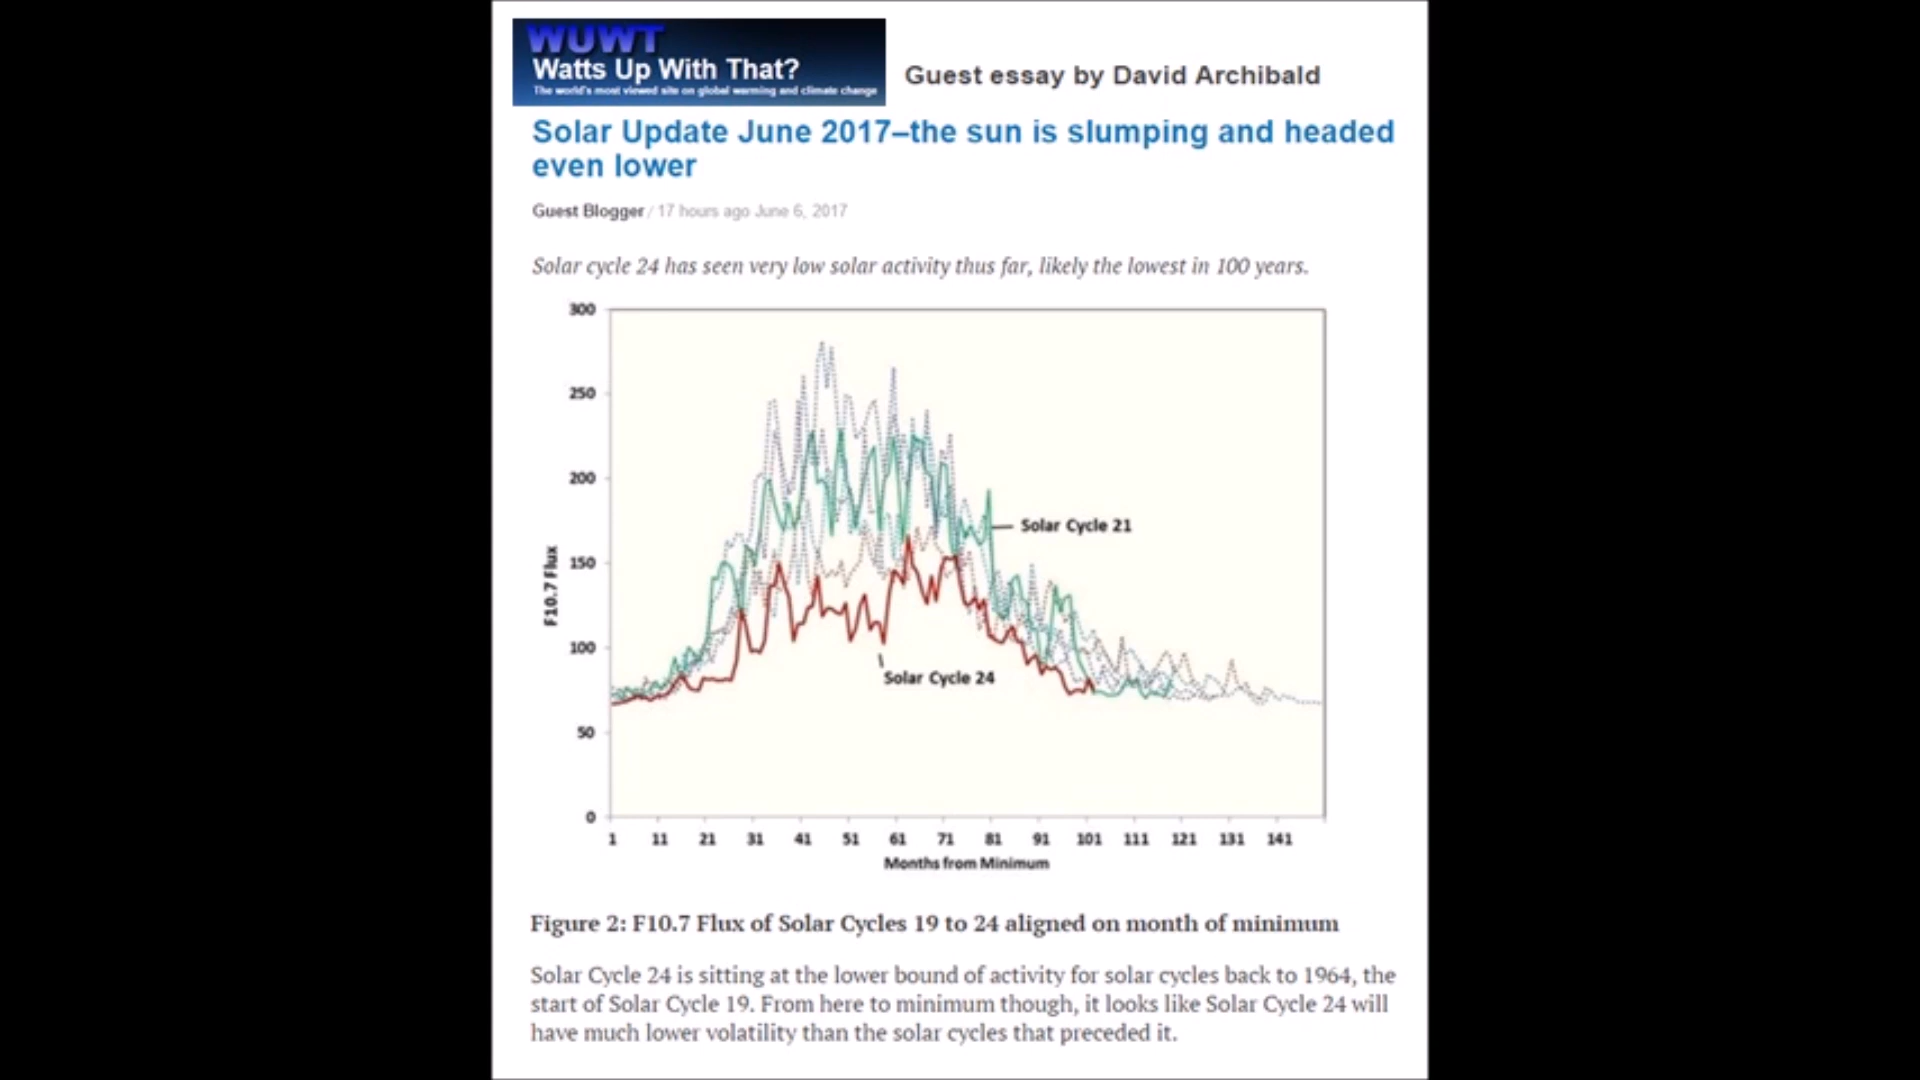 WUWT
Watts Up With That?
The world's most viewed site on global warming and climate change
Guest essay by David Archibald
Solar Update June 2017–the sun is slumping and headed
even lower
Guest Blogger / 17 hours ago June 6, 2017
Solar cycle 24 has seen very low solar activity thus far, likely the lowest in 100 years.
300
250
200
150
100
50
0
F10.7 Flux
Solar Cycle 21
Solar Cycle 24
1 11 21 31 41 51 61 71 81 91 101 111 121 131 141
Months from Minimum
Figure 2: F10.7 Flux of Solar Cycles 19 to 24 aligned on month of minimum
Solar Cycle 24 is sitting at the lower bound of activity for solar cycles back to 1964, the
start of Solar Cycle 19. From here to minimum though, it looks like Solar Cycle 24 will
have much lower volatility than the solar cycles that preceded it.